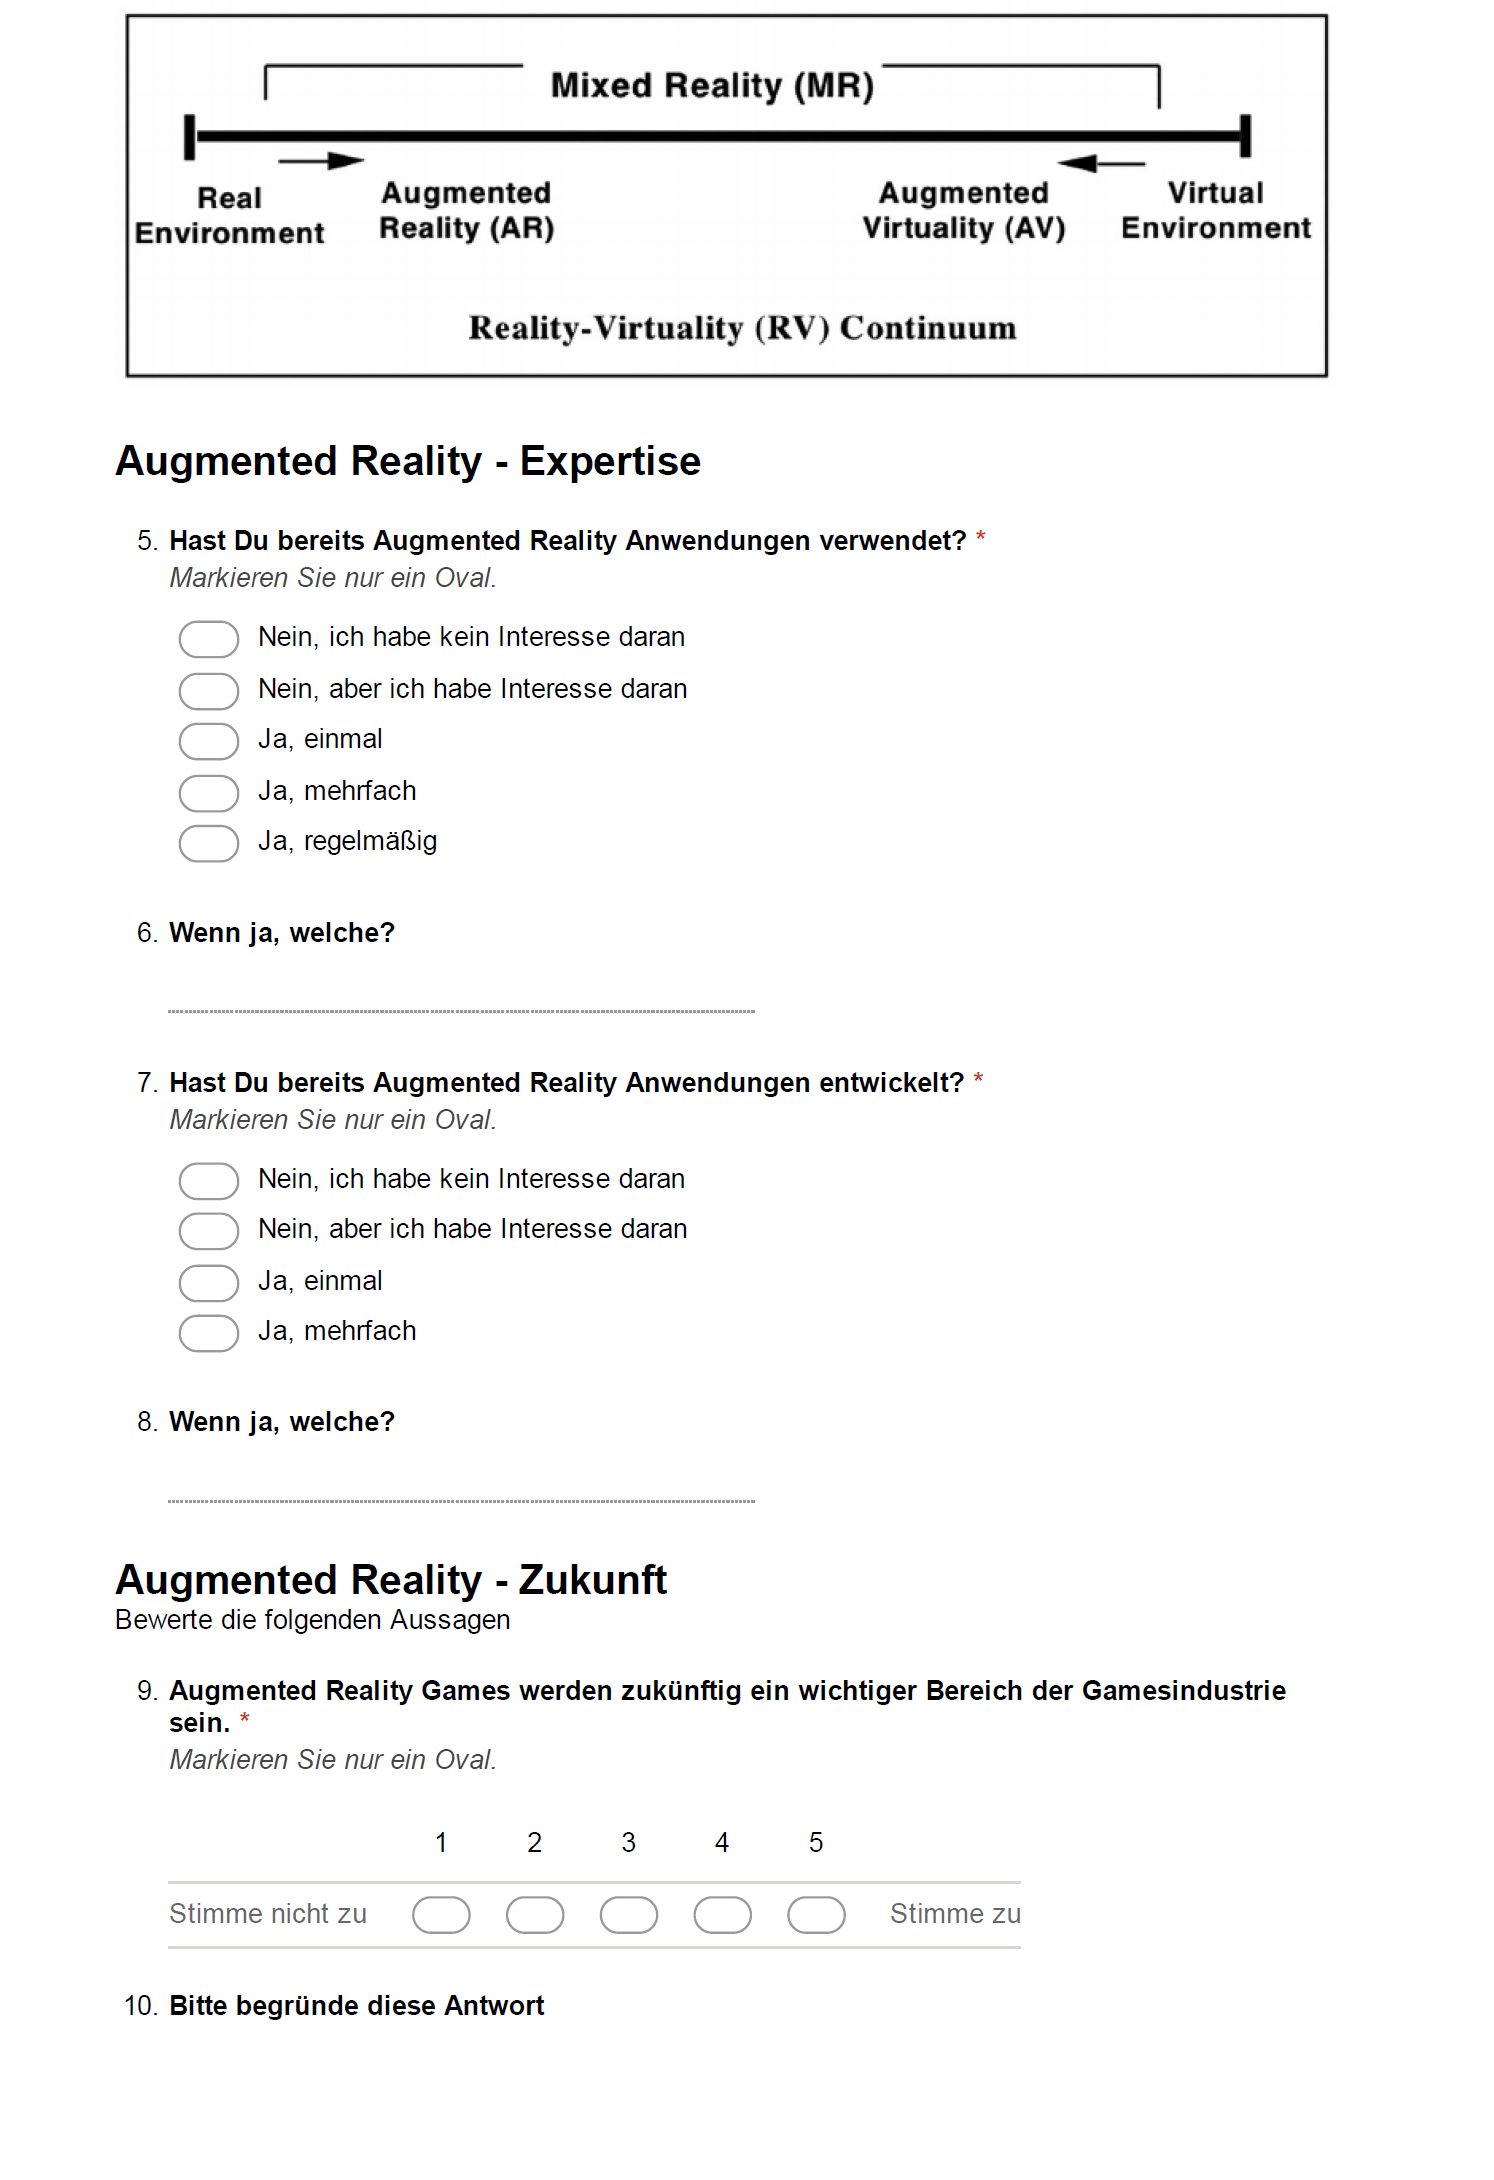 Mixed Reality (MR)
Real Environment
Augmented Reality (AR)
Augmented Virtuality (AV)
Virtual Environment
Reality-Virtuality (RV) Continuum
Augmented Reality - Expertise
5. Hast Du bereits Augmented Reality Anwendungen verwendet? *
Markieren Sie nur ein Oval.
Nein, ich habe kein Interesse daran
Nein, aber ich habe Interesse daran
Ja, einmal
Ja, mehrfach
Ja, regelmäßig
6. Wenn ja, welche?
7. Hast Du bereits Augmented Reality Anwendungen entwickelt? *
Markieren Sie nur ein Oval.
Nein, ich habe kein Interesse daran
Nein, aber ich habe Interesse daran
Ja, einmal
Ja, mehrfach
8. Wenn ja, welche?
Augmented Reality - Zukunft
Bewerte die folgenden Aussagen
9. Augmented Reality Games werden zukünftig ein wichtiger Bereich der Gamesindustrie
sein. *
Markieren Sie nur ein Oval.
1 2 3 4 5
Stimme nicht zu Stimme zu
10. Bitte begründe diese Antwort